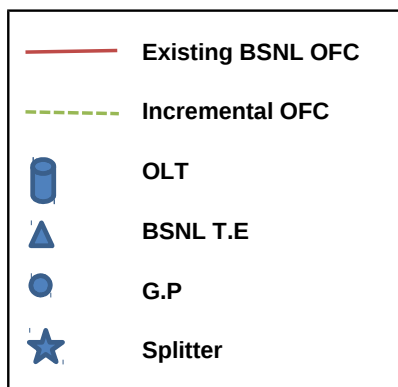 Existing BSNL OFC
Incremental OFC
OLT
BSNL T.E
G.P
Splitter